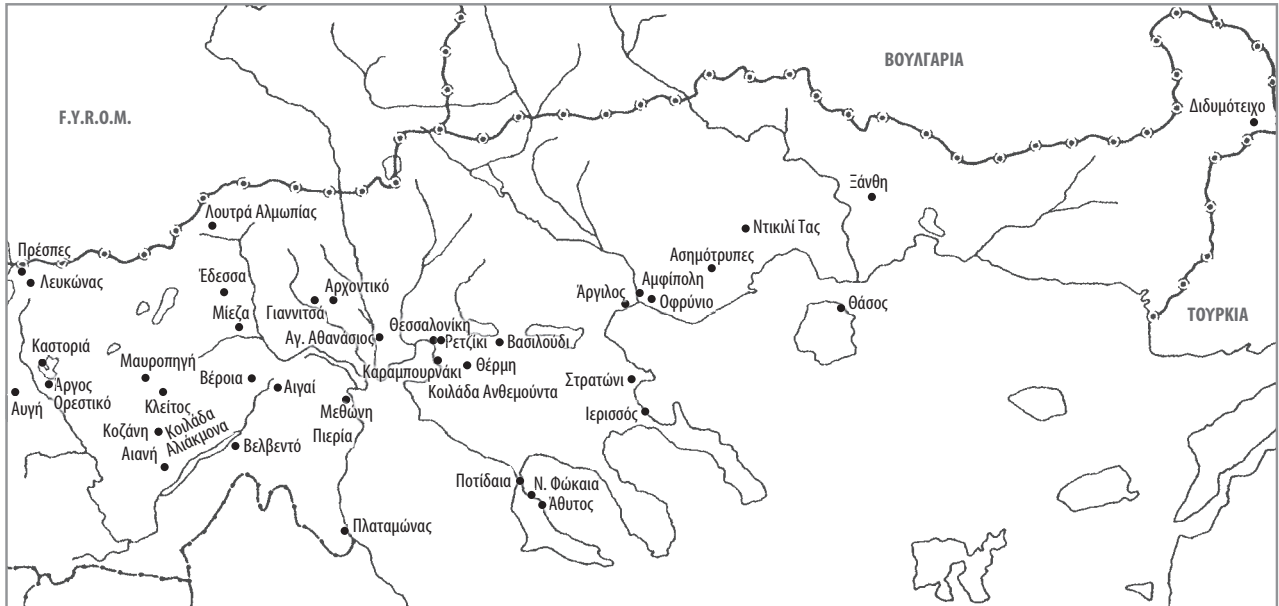 ΒΟΥΛΓΑΡΙΑ
F.Y.R.O.M.
Διδυμότειχο
Ξάνθη
Λουτρά Αλμωπίας
Ντικιλί Τας
Πρέσπες
Λευκώνας
Ασημότρυπες
Έδεσσα
Αρχοντικό
Αμφίπολη
Άργιλος
Οφρύνιο
Θάσος
Μίεζα
Γιαννιτσά
ΤΟΥΡΚΙΑ
Αγ. Αθανάσιος
Θεσσαλονίκη
Ρετζίκι
Βασιλούδι
Καστοριά
Μαυροπηγή
Καραμπουρνάκι
Θέρμη
Άργος
Ορεστικό
Βέροια
Αιγαί
Κοιλάδα Ανθεμούντα
Στρατώνι
Αυγή
Κλείτος
Μεθώνη
Ιερισσός
Κοζάνη
Κοιλάδα
Αλιάκμονα
Πιερία
Αιανή
Βελβεντό
Ποτίδαια
Ν. Φώκαια
Άθυτος
Πλαταμώνας